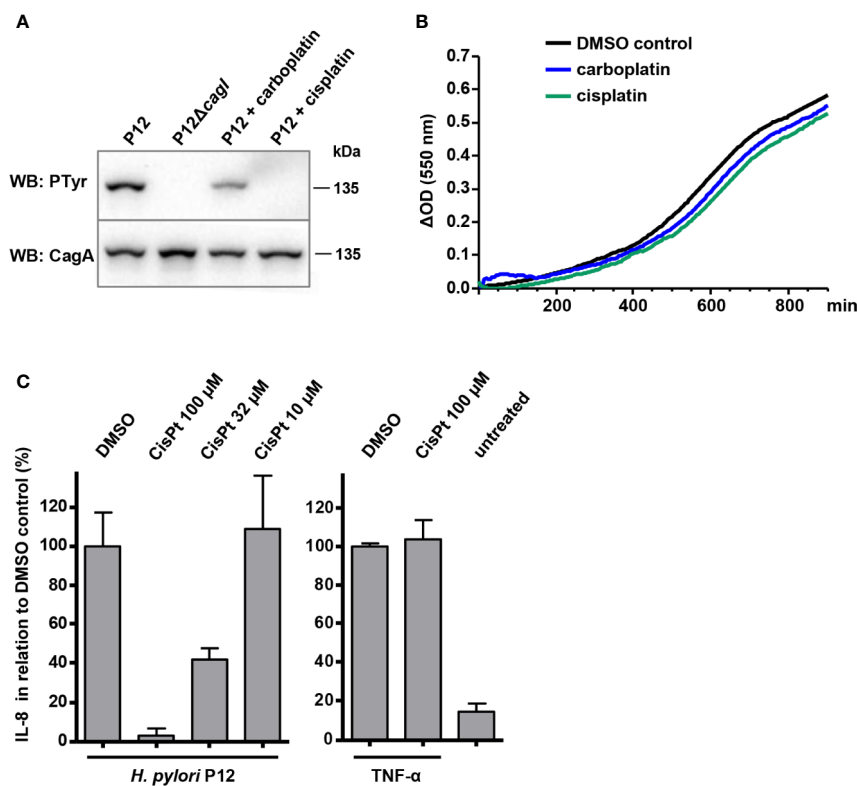 A
P12
P12ΔcagI
P12 + carboplatin
P12 + cisplatin
kDa
WB: PTyr
135
WB: CagA
135
B
DMSO control
carboplatin
cisplatin
0.7
0.6
0.5
0.4
0.3
0.2
0.1
0.0
ΔOD (550 nm)
200
400
600
800
min
C
DMSO
CisPt 100 µM
CisPt 32 µM
CisPt 10 µM
DMSO
CisPt 100 µM
untreated
IL-8 in relation to DMSO control (%)
120
100
80
60
40
20
0
120
100
80
60
40
20
0
H. pylori P12
TNF-α